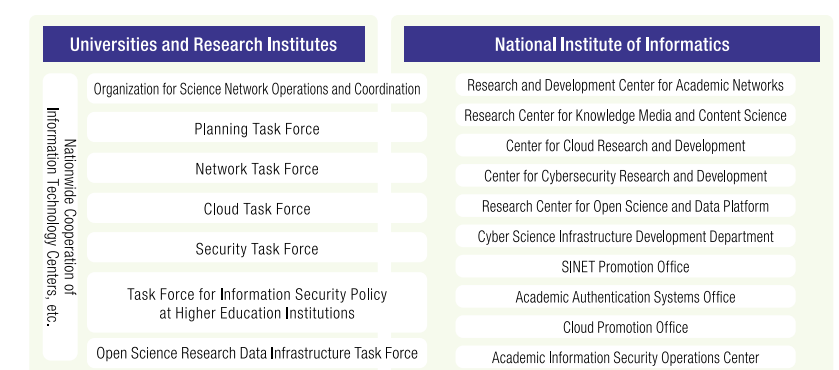 Universities and Research Institutes
Nationwide Cooperation of
Information Technology Centers, etc.
Organization for Science Network Operations and Coordination
Planning Task Force
Network Task Force
Cloud Task Force
Security Task Force
Task Force for Information Security Policy
at Higher Education Institutions
Open Science Research Data Infrastructure Task Force
National Institute of Informatics
Research and Development Center for Academic Networks
Research Center for Knowledge Media and Content Science
Center for Cloud Research and Development
Center for Cybersecurity Research and Development
Research Center for Open Science and Data Platform
Cyber Science Infrastructure Development Department
SINET Promotion Office
Academic Authentication Systems Office
Cloud Promotion Office
Academic Information Security Operations Center